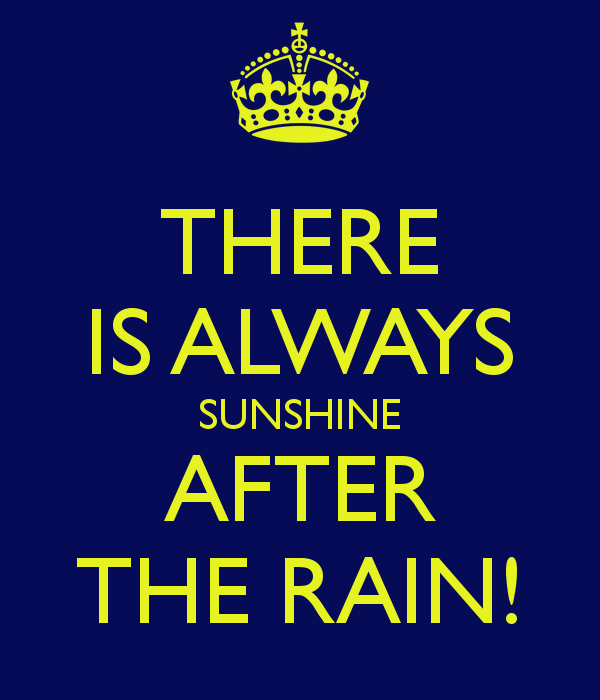 THERE
IS ALWAYS
SUNSHINE
AFTER
THE RAIN!